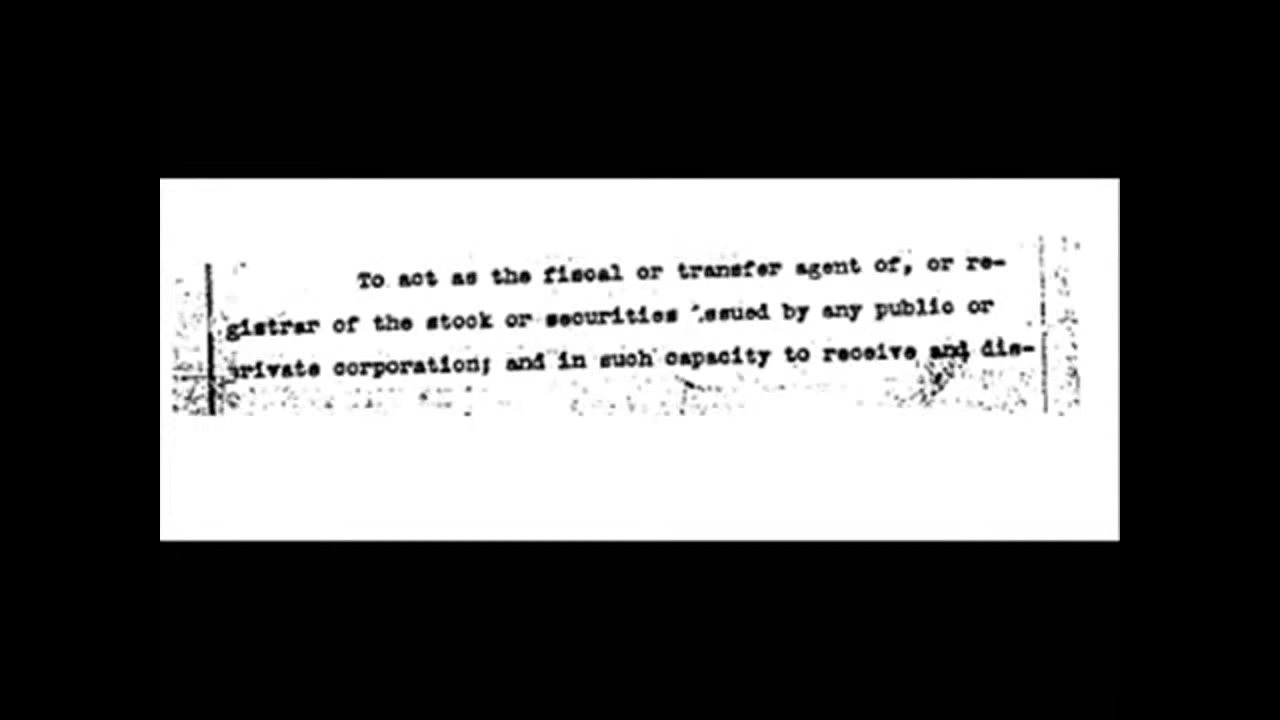 To act as the fiscal or transfer agent of, or re-
gistrar of the stock or securities issued by any public or
private corporation; and in such capacity to receive and dis-